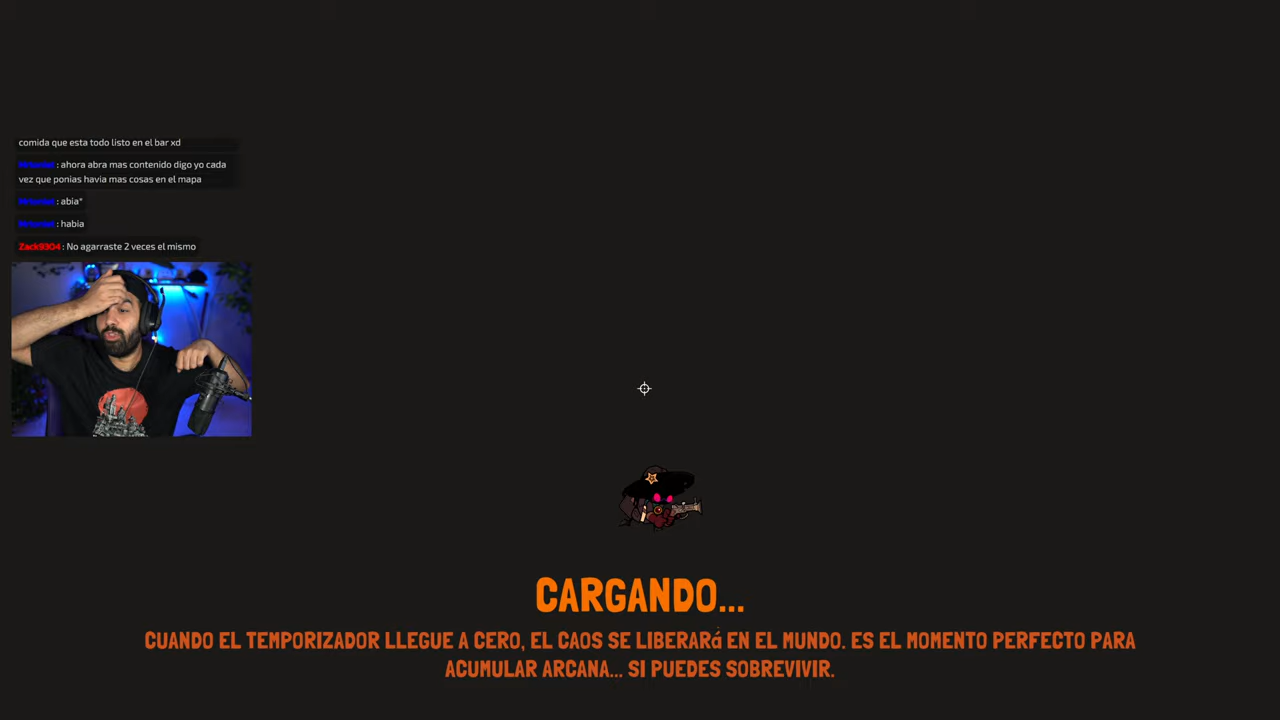 comida que esta todo listo en el bar xd
: ahora abra mas contenido digo yo cada
vez que ponias havia mas cosas en el mapa
: abia*
: habia
Zack9304: No agarraste 2 veces el mismo
CARGANDO...
CUANDO EL TEMPORIZADOR LLEGUE A CERO, EL CAOS SE LIBERARá EN EL MUNDO. ES EL MOMENTO PERFECTO PARA
ACUMULAR ARCANA... SI PUEDES SOBREVIVIR.